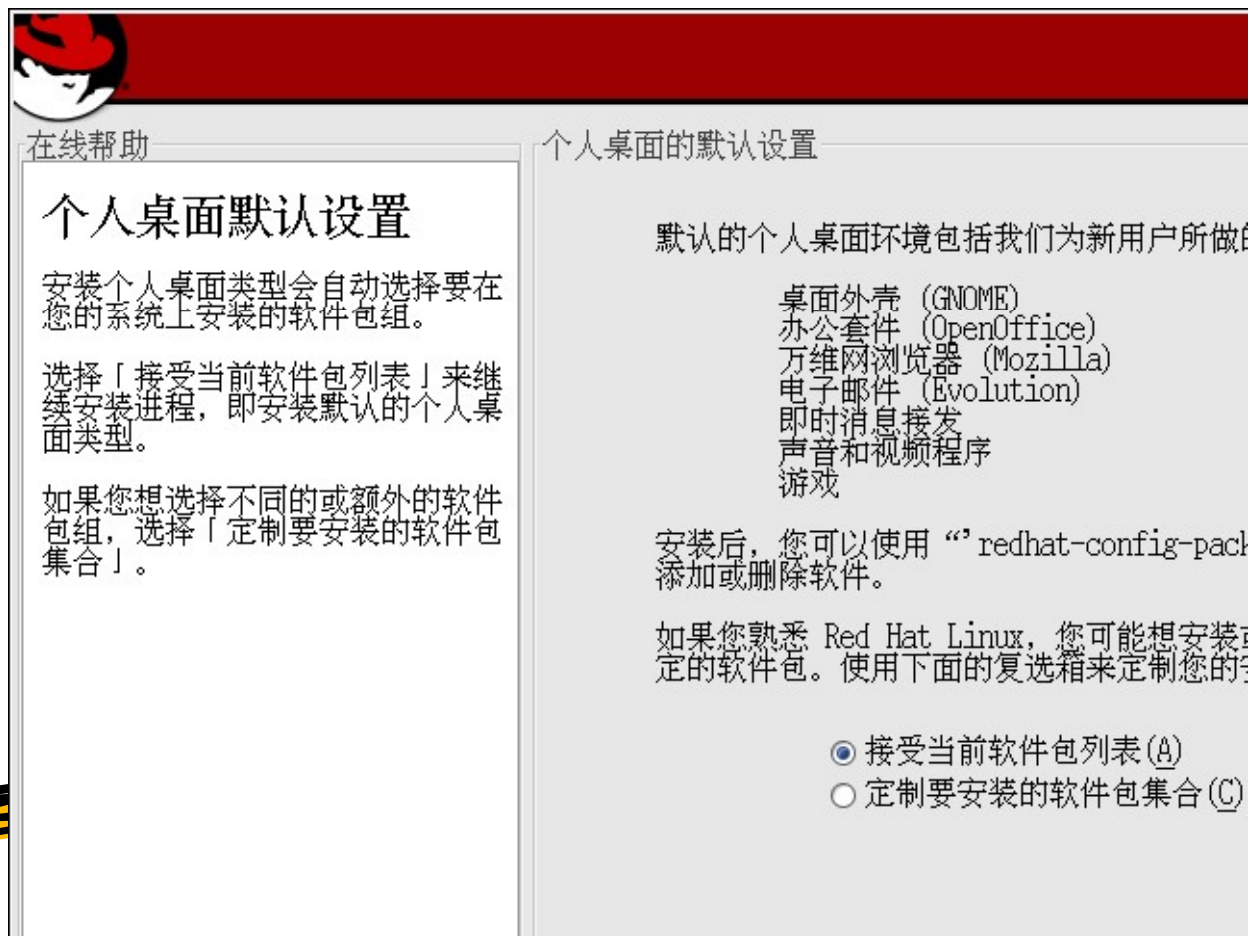 在线帮助
个人桌面默认设置
安装个人桌面类型会自动选择要在
您的系统上安装的软件包组。
选择「接受当前软件包列表」来继
续安装进程，即安装默认的个人桌
面类型。
如果您想选择不同的或额外的软件
包组，选择「定制要安装的软件包
集合」。
个人桌面的默认设置
默认的个人桌面环境包括我们为新用户所做
桌面外壳 (GNOME)
办公套件 (OpenOffice)
万维网浏览器 (Mozilla)
电子邮件 (Evolution)
即时消息接发
声音和视频程序
游戏
安装后，您可以使用 “’redhat-config-pac
添加或删除软件。
如果您熟悉 Red Hat Linux，您可能想安装
定的软件包。使用下面的复选箱来定制您的
接受当前软件包列表(A)
定制要安装的软件包集合(C)